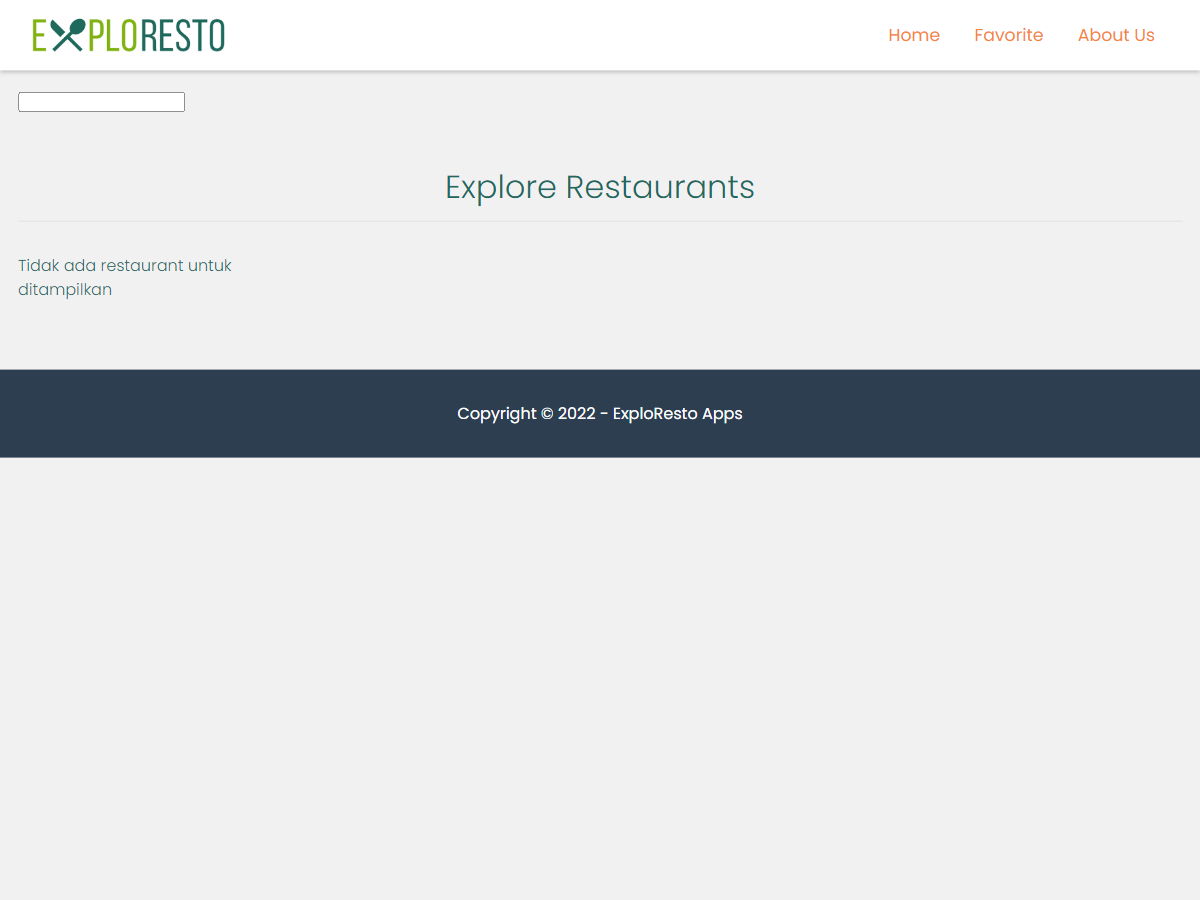 EXPLORESTO
Home Favorite About Us
Explore Restaurants
Tidak ada restaurant untuk
ditampilkan
Copyright © 2022 - ExploResto Apps